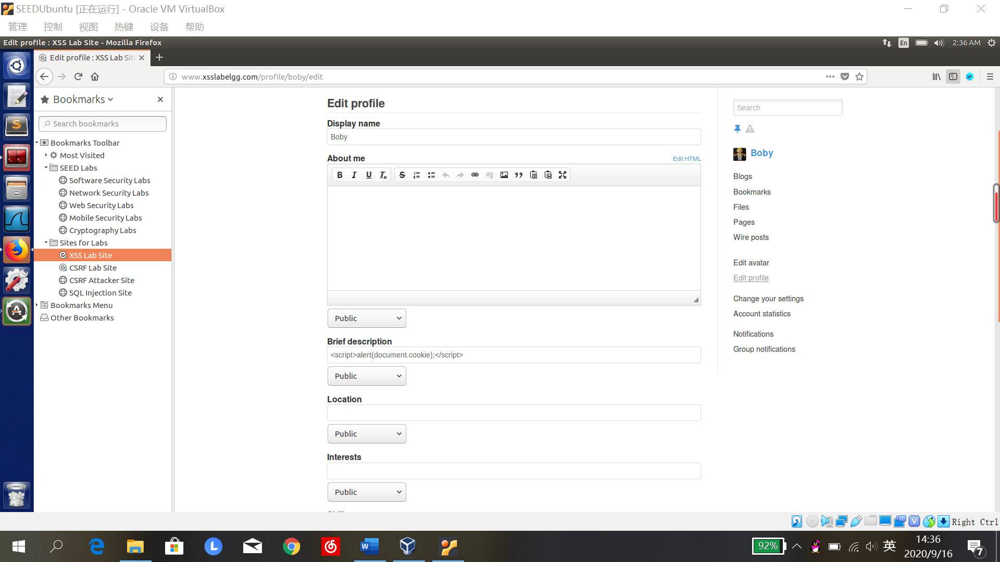 SEEDUbuntu [正在运行] - Oracle VM VirtualBox
管理 控制 视图 热键 设备 帮助
Edit profile : XSS Lab Site - Mozilla Firefox
En
2:36 AM
Edit profile : XSS Lab Site
www.xsslabelgg.com/profile/boby/edit
Bookmarks
Search bookmarks
Bookmarks Toolbar
Most Visited
SEED Labs
Software Security Labs
Network Security Labs
Web Security Labs
Mobile Security Labs
Cryptography Labs
Sites for Labs
XSS Lab Site
CSRF Lab Site
CSRF Attacker Site
SQL Injection Site
Bookmarks Menu
Other Bookmarks
Edit profile
Display name
Boby
About me
Edit HTML
Public
Brief description
<script>alert(document.cookie);</script>
Public
Location
Public
Interests
Public
Search
Boby
Blogs
Bookmarks
Files
Pages
Wire posts
Edit avatar
Edit profile
Change your settings
Account statistics
Notifications
Group notifications
Right Ctrl
92%
英
14:36
2020/9/16
7